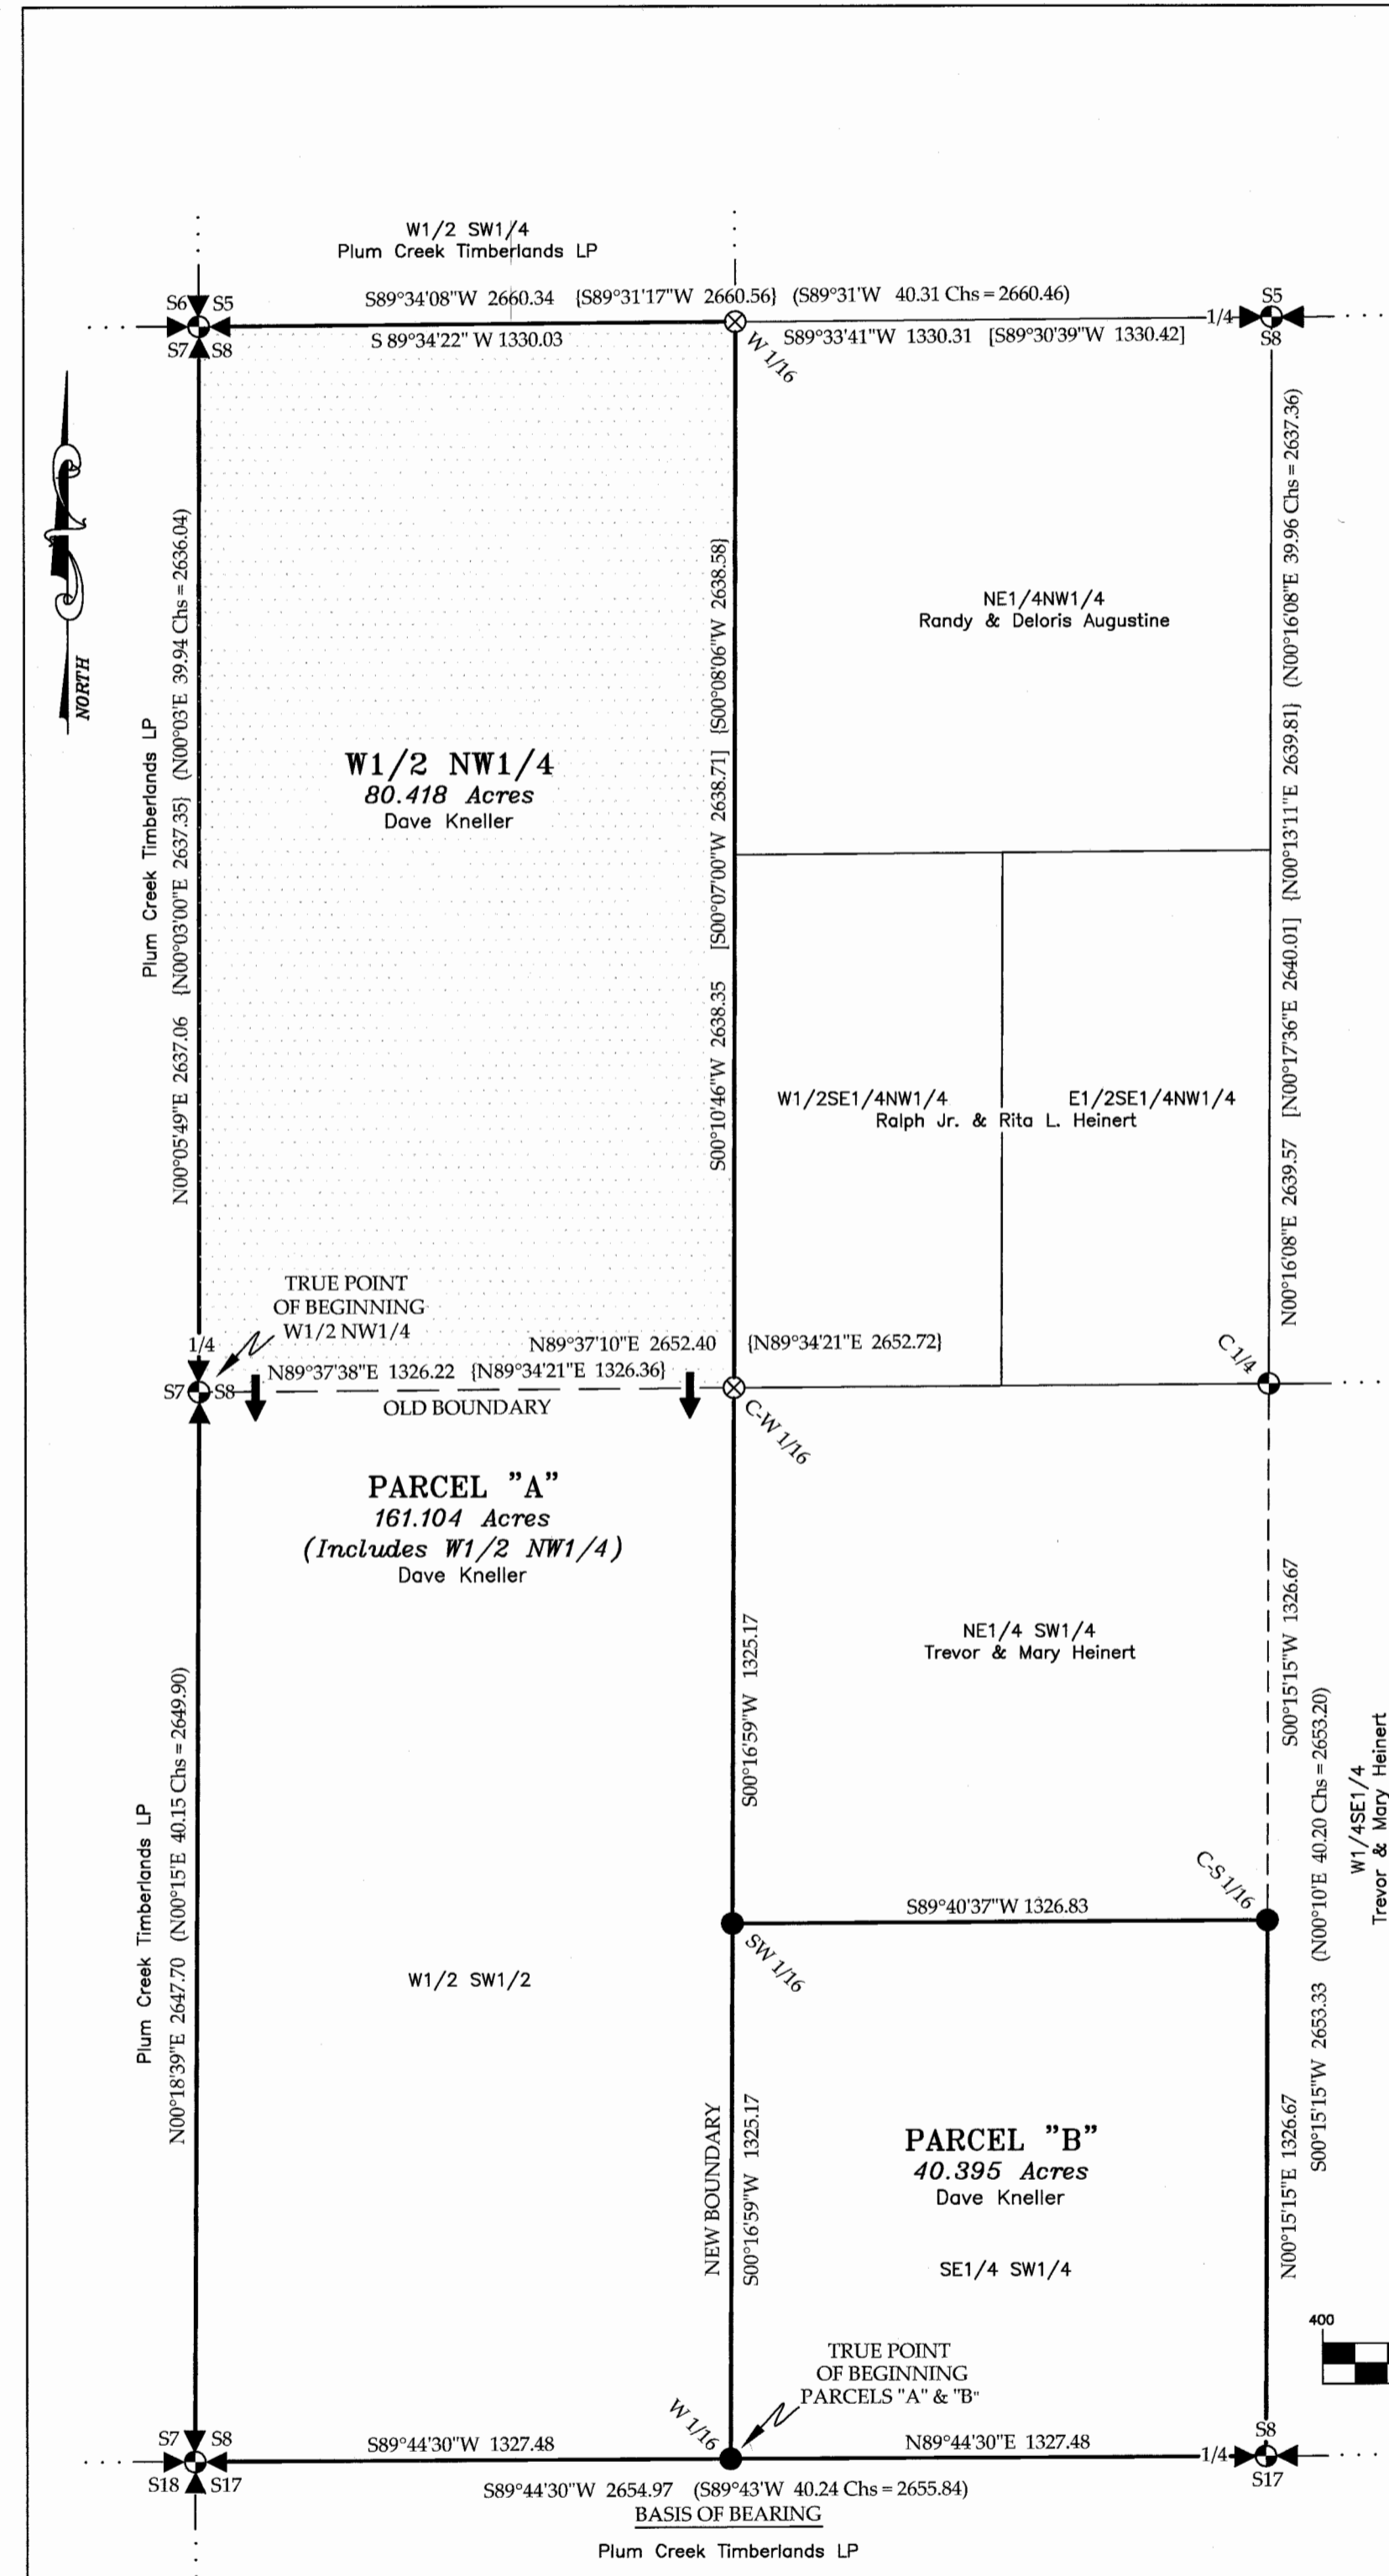 W1/2 SW1/4
Plum Creek Timberlands LP
S6 S5
S89°34'08"W 2660.34 {S89°31'17"W 2660.56} (S89°31'W 40.31 Chs = 2660.46)
S7 S8
S 89°34'22" W 1330.03
W 1/16
S89°33'41"W 1330.31 [S89°30'39"W 1330.42]
1/4
S5
S8
NORTH
Plum Creek Timberlands LP
N00°05'49"E 2637.06 {N00°03'00"E 2637.35} (N00°03'E 39.94 Chs = 2636.04)
W1/2 NW1/4
80.418 Acres
Dave Kneller
S00°10'46"W 2638.35 [S00°07'00"W 2638.71] {S00°08'06"W 2638.58}
NE1/4NW1/4
Randy & Deloris Augustine
N00°16'08"E 2639.57 [N00°17'36"E 2640.01] {N00°13'11"E 2639.81} (N00°16'08"E 39.96 Chs = 2637.36)
W1/2SE1/4NW1/4 E1/2SE1/4NW1/4
Ralph Jr. & Rita L. Heinert
TRUE POINT
OF BEGINNING
W1/2 NW1/4
1/4
N89°37'10"E 2652.40 {N89°34'21"E 2652.72}
C 1/4
N89°37'38"E 1326.22 {N89°34'21"E 1326.36}
S7 S8
OLD BOUNDARY
C-W 1/16
PARCEL "A"
161.104 Acres
(Includes W1/2 NW1/4)
Dave Kneller
S00°16'59"W 1325.17
NE1/4 SW1/4
Trevor & Mary Heinert
S00°15'15"W 1326.67
W1/4SE1/4
Trevor & Mary Heinert
Plum Creek Timberlands LP
N00°18'39"E 2647.70 (N00°15'E 40.15 Chs = 2649.90)
C-S 1/16
S89°40'37"W 1326.83
SW 1/16
W1/2 SW1/2
S00°15'15"W 2653.33 (N00°10'E 40.20 Chs = 2653.20)
NEW BOUNDARY
S00°16'59"W 1325.17
PARCEL "B"
40.395 Acres
Dave Kneller
SE1/4 SW1/4
N00°15'15"E 1326.67
400
TRUE POINT
OF BEGINNING
PARCELS "A" & "B"
W 1/16
S7 S8
S89°44'30"W 1327.48
N89°44'30"E 1327.48
S8
1/4
S18 S17
S17
S89°44'30"W 2654.97 (S89°43'W 40.24 Chs = 2655.84)
BASIS OF BEARING
Plum Creek Timberlands LP